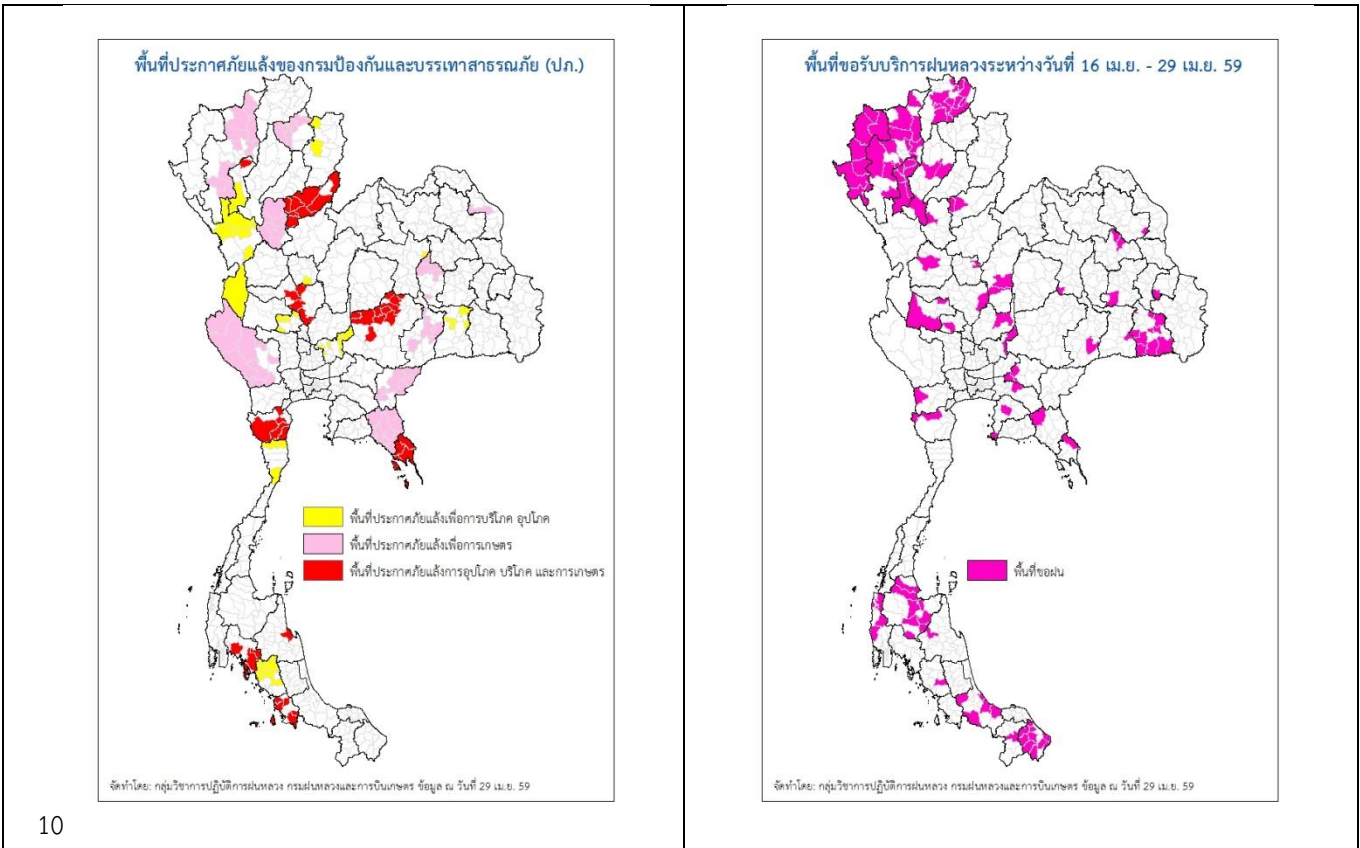 พื้นที่ประกาศภัยแล้งของกรมป้องกันและบรรเทาสาธารณภัย (ปภ.)
พื้นที่ประกาศภัยแล้งเพื่อการบริโภค อุปโภค
พื้นที่ประกาศภัยแล้งเพื่อการเกษตร
พื้นที่ประกาศภัยแล้งการอุปโภค บริโภค และการเกษตร
จัดทำโดย: กลุ่มวิชาการปฏิบัติการฝนหลวง กรมฝนหลวงและการบินเกษตร ข้อมูล ณ วันที่ 29 เม.ย. 59
10
พื้นที่ขอรับบริการฝนหลวงระหว่างวันที่ 16 เม.ย. - 29 เม.ย. 59
พื้นที่ขอฝน
จัดทำโดย: กลุ่มวิชาการปฏิบัติการฝนหลวง กรมฝนหลวงและการบินเกษตร ข้อมูล ณ วันที่ 29 เม.ย. 59